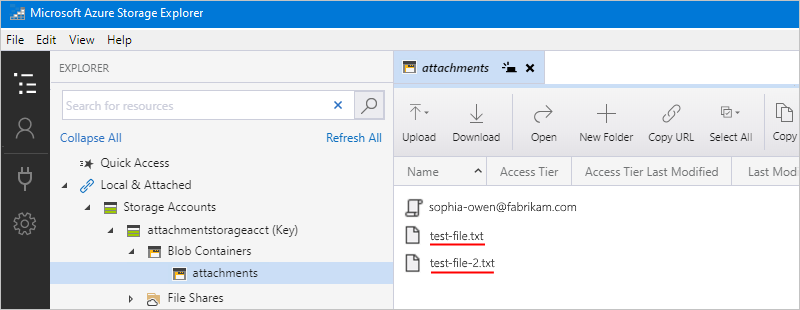 Microsoft Azure Storage Explorer
File Edit View Help
EXPLORER
Search for resources
Collapse All Refresh All
Quick Access
Local & Attached
Storage Accounts
attachmentstorageacct (Key)
Blob Containers
attachments
File Shares
attachments
Upload Download Open New Folder Copy URL Select All Copy
Name Access Tier Access Tier Last Modified Last Modi
sophia-owen@fabrikam.com
test-file.txt
test-file-2.txt